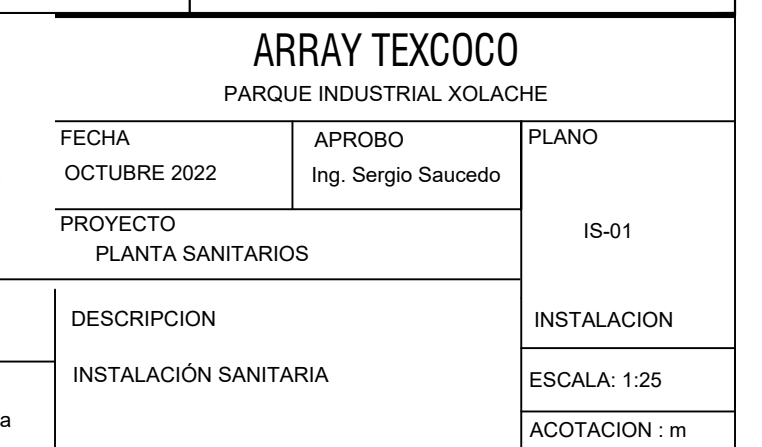 ARRAY TEXCOCO
PARQUE INDUSTRIAL XOLACHE
FECHA
OCTUBRE 2022
APROBO
Ing. Sergio Saucedo
PLANO
IS-01
INSTALACION
PROYECTO
PLANTA SANITARIOS
DESCRIPCION
INSTALACIÓN SANITARIA
ESCALA: 1:25
ACOTACION : m
a